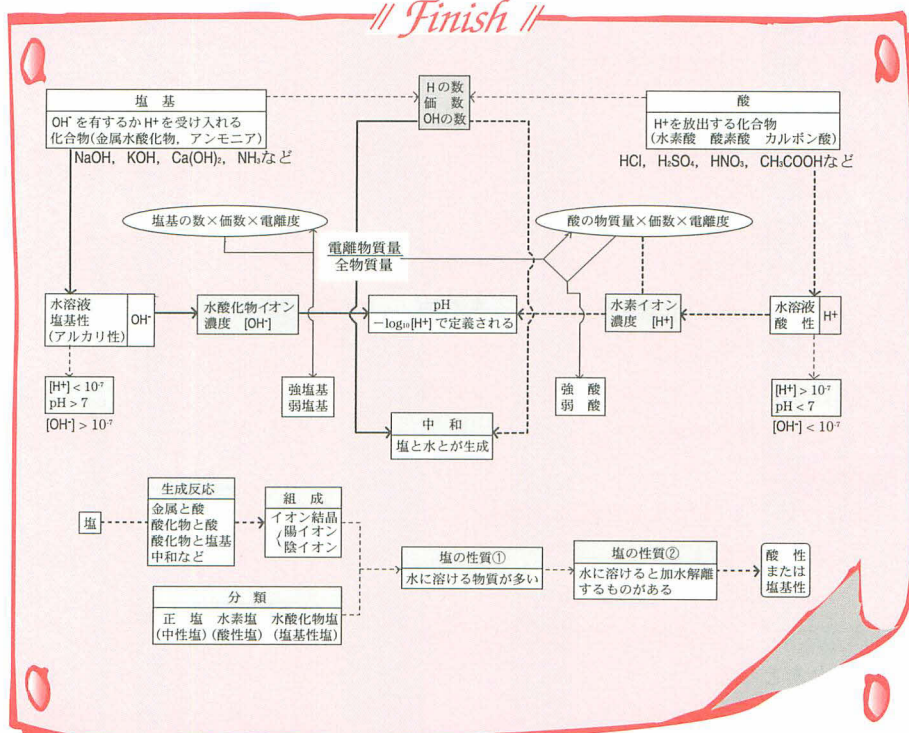 // Finish //
Hの数
価 数
OHの数
塩 基
OH⁻を有するかH⁺を受け入れる
化合物(金属水酸化物, アンモニア)
NaOH, KOH, Ca(OH)₂, NH₃など
酸
H⁺を放出する化合物
(水素酸 酸素酸 カルボン酸)
HCl, H₂SO₄, HNO₃, CH₃COOHなど
塩基の数×価数×電離度
酸の物質量×価数×電離度
電離物質量
全物質量
水溶液
塩基性
(アルカリ性)
OH⁻
水酸化物イオン
濃度 [OH⁻]
pH
−log₁₀[H⁺]で定義される
水素イオン
濃度 [H⁺]
水溶液
酸 性
H⁺
[H⁺]<10⁻⁷
pH>7
[OH⁻]>10⁻⁷
強塩基
弱塩基
強 酸
弱 酸
[H⁺]>10⁻⁷
pH<7
[OH⁻]<10⁻⁷
中 和
塩と水とが生成
塩
生成反応
金属と酸
酸化物と酸
酸化物と塩基
中和など
組 成
イオン結晶
陽イオン
陰イオン
分 類
正 塩 水素塩 水酸化物塩
(中性塩)(酸性塩) (塩基性塩)
塩の性質①
水に溶ける物質が多い
塩の性質②
水に溶けると加水解離
するものがある
酸 性
または
塩基性